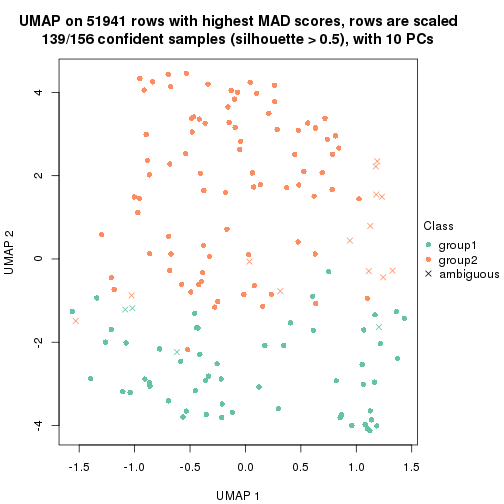 UMAP on 51941 rows with highest MAD scores, rows are scaled
139/156 confident samples (silhouette > 0.5), with 10 PCs
4
2
0
-2
-4
UMAP 2
-1.5
-1.0
-0.5
0.0
0.5
1.0
1.5
UMAP 1
Class
group1
group2
ambiguous